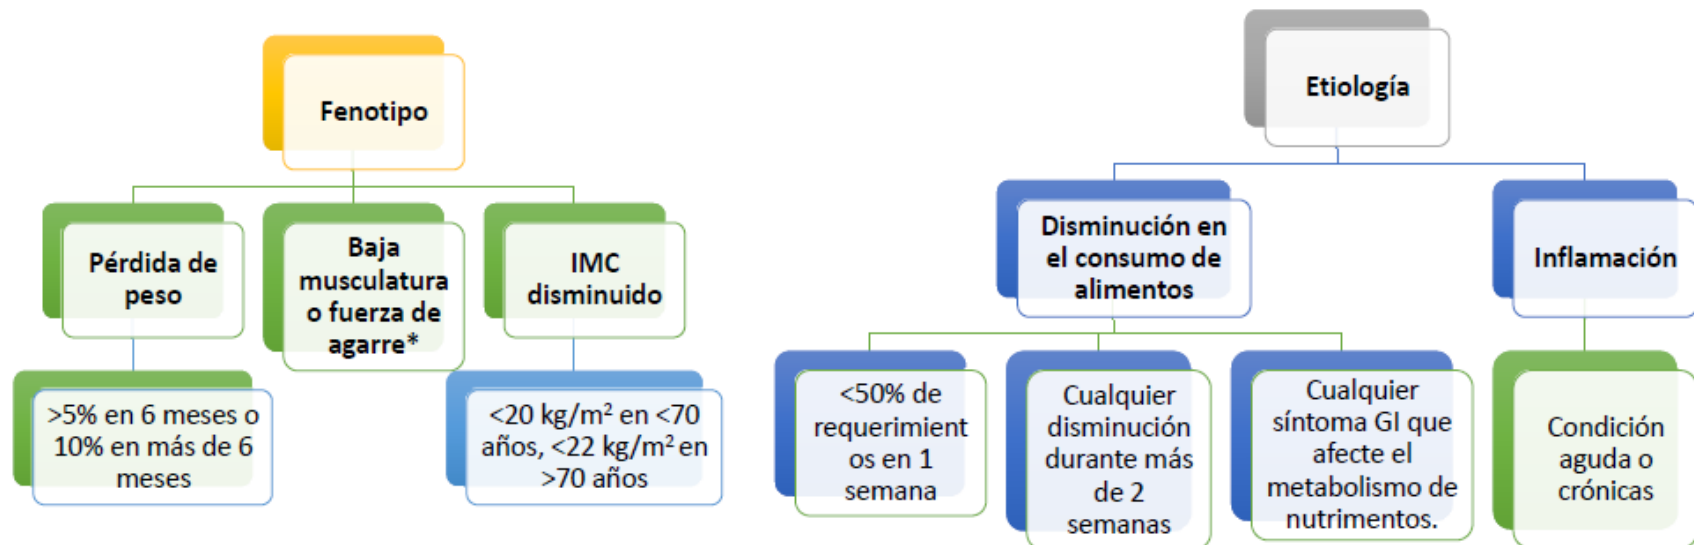 Fenotipo
Pérdida de
peso
>5% en 6 meses o
10% en más de 6
meses
Baja
musculatura
o fuerza de
agarre*
IMC
disminuido
<20 kg/m² en <70
años, <22 kg/m² en
>70 años
Etiología
Disminución en
el consumo de
alimentos
<50% de
requerimient
os en 1
semana
Cualquier
disminución
durante más
de 2
semanas
Cualquier
síntoma GI que
afecte el
metabolismo de
nutrimentos.
Inflamación
Condición
aguda o
crónicas